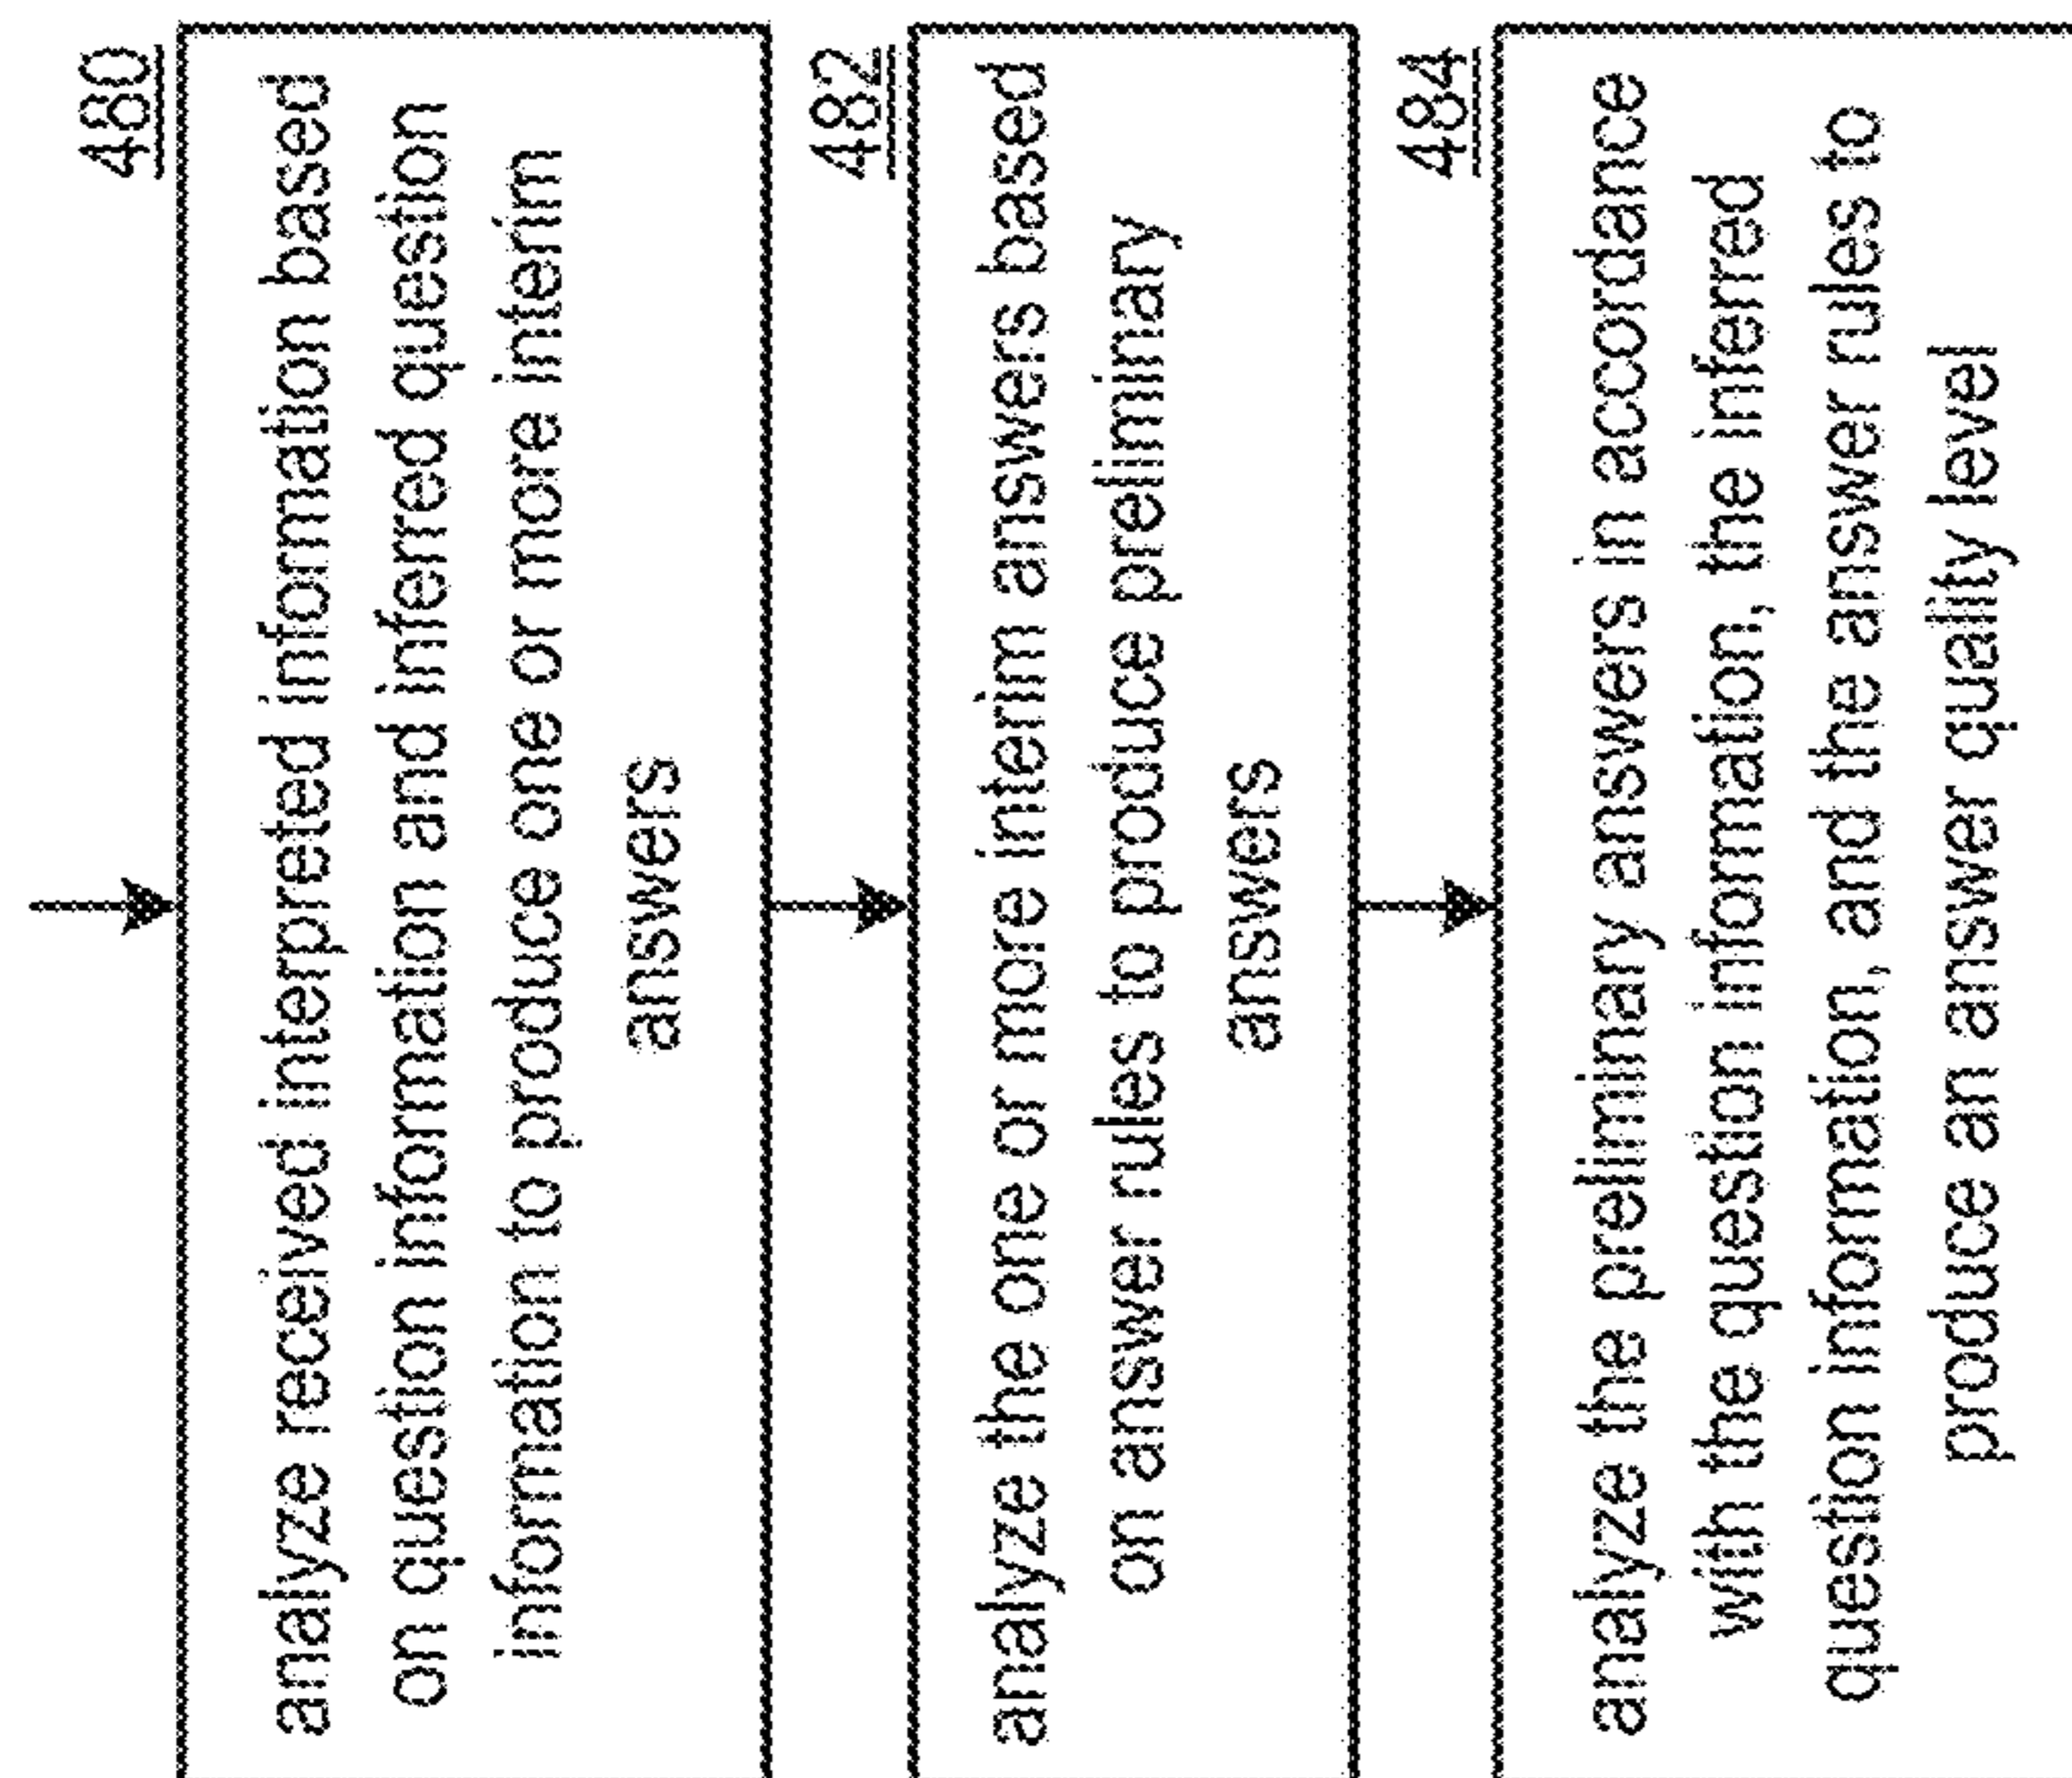 480
analyze received interpreted information based
on question information and inferred question
information to produce one or more interim
answers
482
analyze the one or more interim answers based
on answer rules to produce preliminary
answers
484
analyze the preliminary answers in accordance
with the question information, the inferred
question information, and the answer rules to
produce an answer quality level